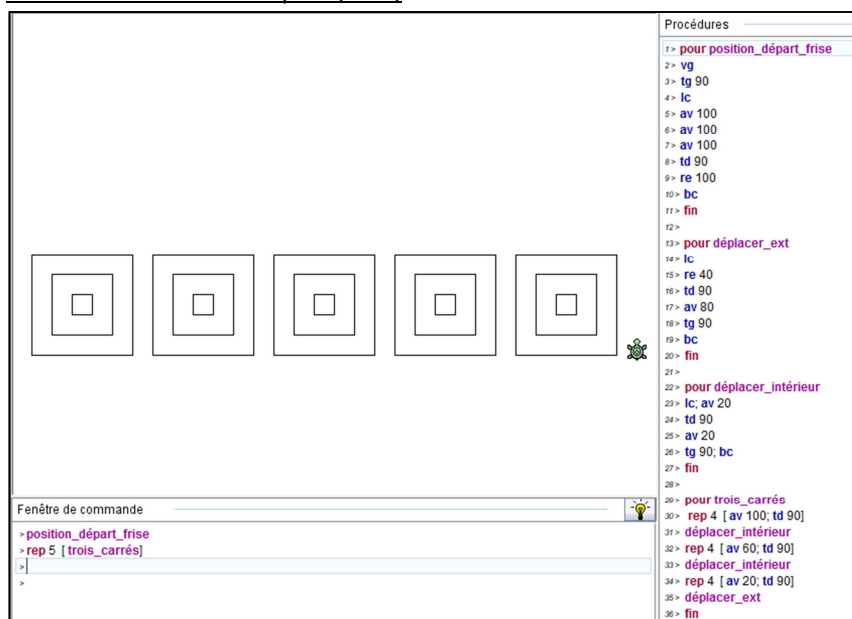 Procédures
1> pour position_départ_frise
2> vg
3> tg 90
4> lc
5> av 100
6> av 100
7> av 100
8> td 90
9> re 100
10> bc
11> fin
12>
13> pour déplacer_ext
14> lc
15> re 40
16> td 90
17> av 80
18> tg 90
19> bc
20> fin
21>
22> pour déplacer_intérieur
23> lc; av 20
24> td 90
25> av 20
26> tg 90; bc
27> fin
28>
29> pour trois_carrés
30> rep 4 [ av 100; td 90]
31> déplacer_intérieur
32> rep 4 [ av 60; td 90]
33> déplacer_intérieur
34> rep 4 [ av 20; td 90]
35> déplacer_ext
36> fin
Fenêtre de commande
> position_départ_frise
> rep 5 [ trois_carrés]
>
>